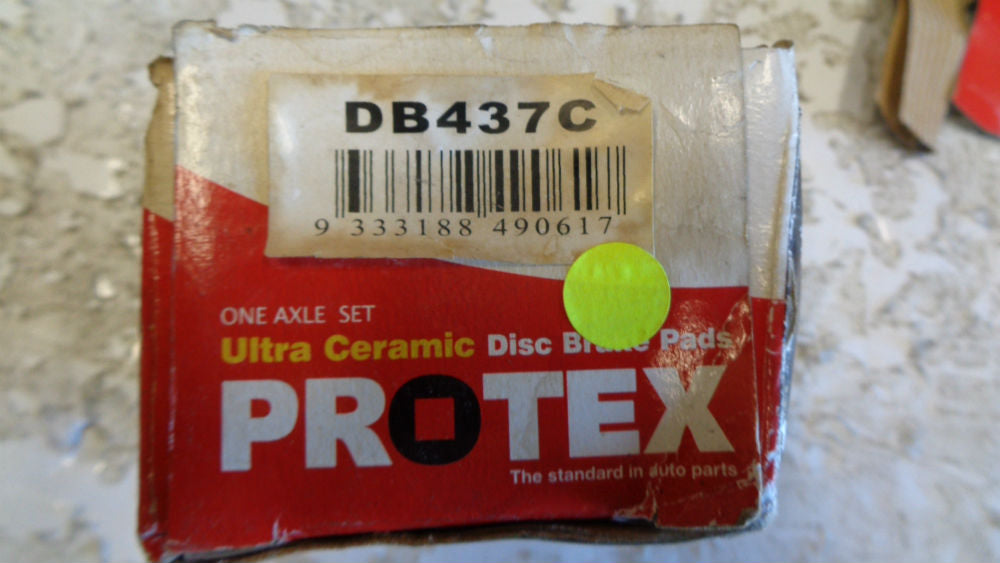 DB437C
9 333188 490617
ONE AXLE SET
Ultra Ceramic Disc Brake Pads
PROTEX
The standard in auto parts